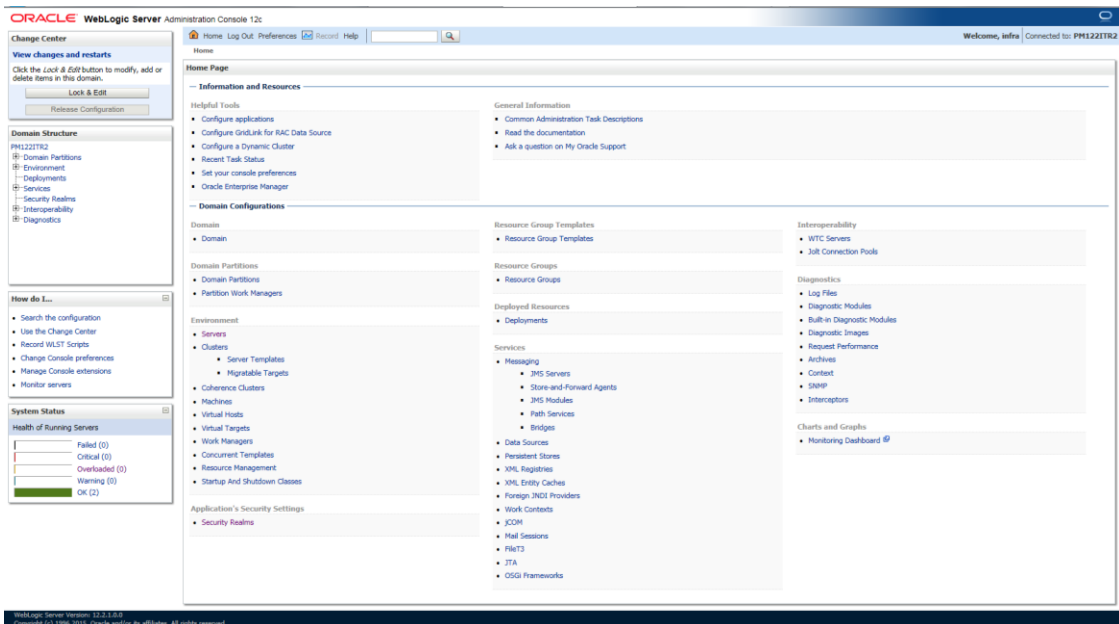 ORACLE WebLogic Server Administration Console 12c
Change Center
View changes and restarts
Click the Lock & Edit button to modify, add or
delete items in this domain.
Lock & Edit
Release Configuration
Domain Structure
PM122ITR2
Domain Partitions
Environment
Deployments
Services
Security Realms
Interoperability
Diagnostics
How do I...
Search the configuration
Use the Change Center
Record WLST Scripts
Change Console preferences
Manage Console extensions
Monitor servers
System Status
Health of Running Servers
Failed (0)
Critical (0)
Overloaded (0)
Warning (0)
OK (2)
Home Log Out Preferences Record Help
Welcome, infra Connected to: PM122ITR2
Home
Home Page
Information and Resources
Helpful Tools
Configure applications
Configure GridLink for RAC Data Source
Configure a Dynamic Cluster
Recent Task Status
Set your console preferences
Oracle Enterprise Manager
General Information
Common Administration Task Descriptions
Read the documentation
Ask a question on My Oracle Support
Domain Configurations
Domain
Domain
Domain Partitions
Domain Partitions
Partition Work Managers
Environment
Servers
Clusters
Server Templates
Migratable Targets
Coherence Clusters
Machines
Virtual Hosts
Virtual Targets
Work Managers
Concurrent Templates
Resource Management
Startup And Shutdown Classes
Application's Security Settings
Security Realms
Resource Group Templates
Resource Group Templates
Resource Groups
Resource Groups
Deployed Resources
Deployments
Services
Messaging
JMS Servers
Store-and-Forward Agents
JMS Modules
Path Services
Bridges
Data Sources
Persistent Stores
XML Registries
XML Entity Caches
Foreign JNDI Providers
Work Contexts
jCOM
Mail Sessions
FileT3
JTA
OSGi Frameworks
Interoperability
WTC Servers
Jolt Connection Pools
Diagnostics
Log Files
Diagnostic Modules
Built-in Diagnostic Modules
Diagnostic Images
Request Performance
Archives
Context
SNMP
Interceptors
Charts and Graphs
Monitoring Dashboard
WebLogic Server Version: 12.2.1.0.0
Copyright (c) 1996,2015, Oracle and/or its affiliates. All rights reserved.